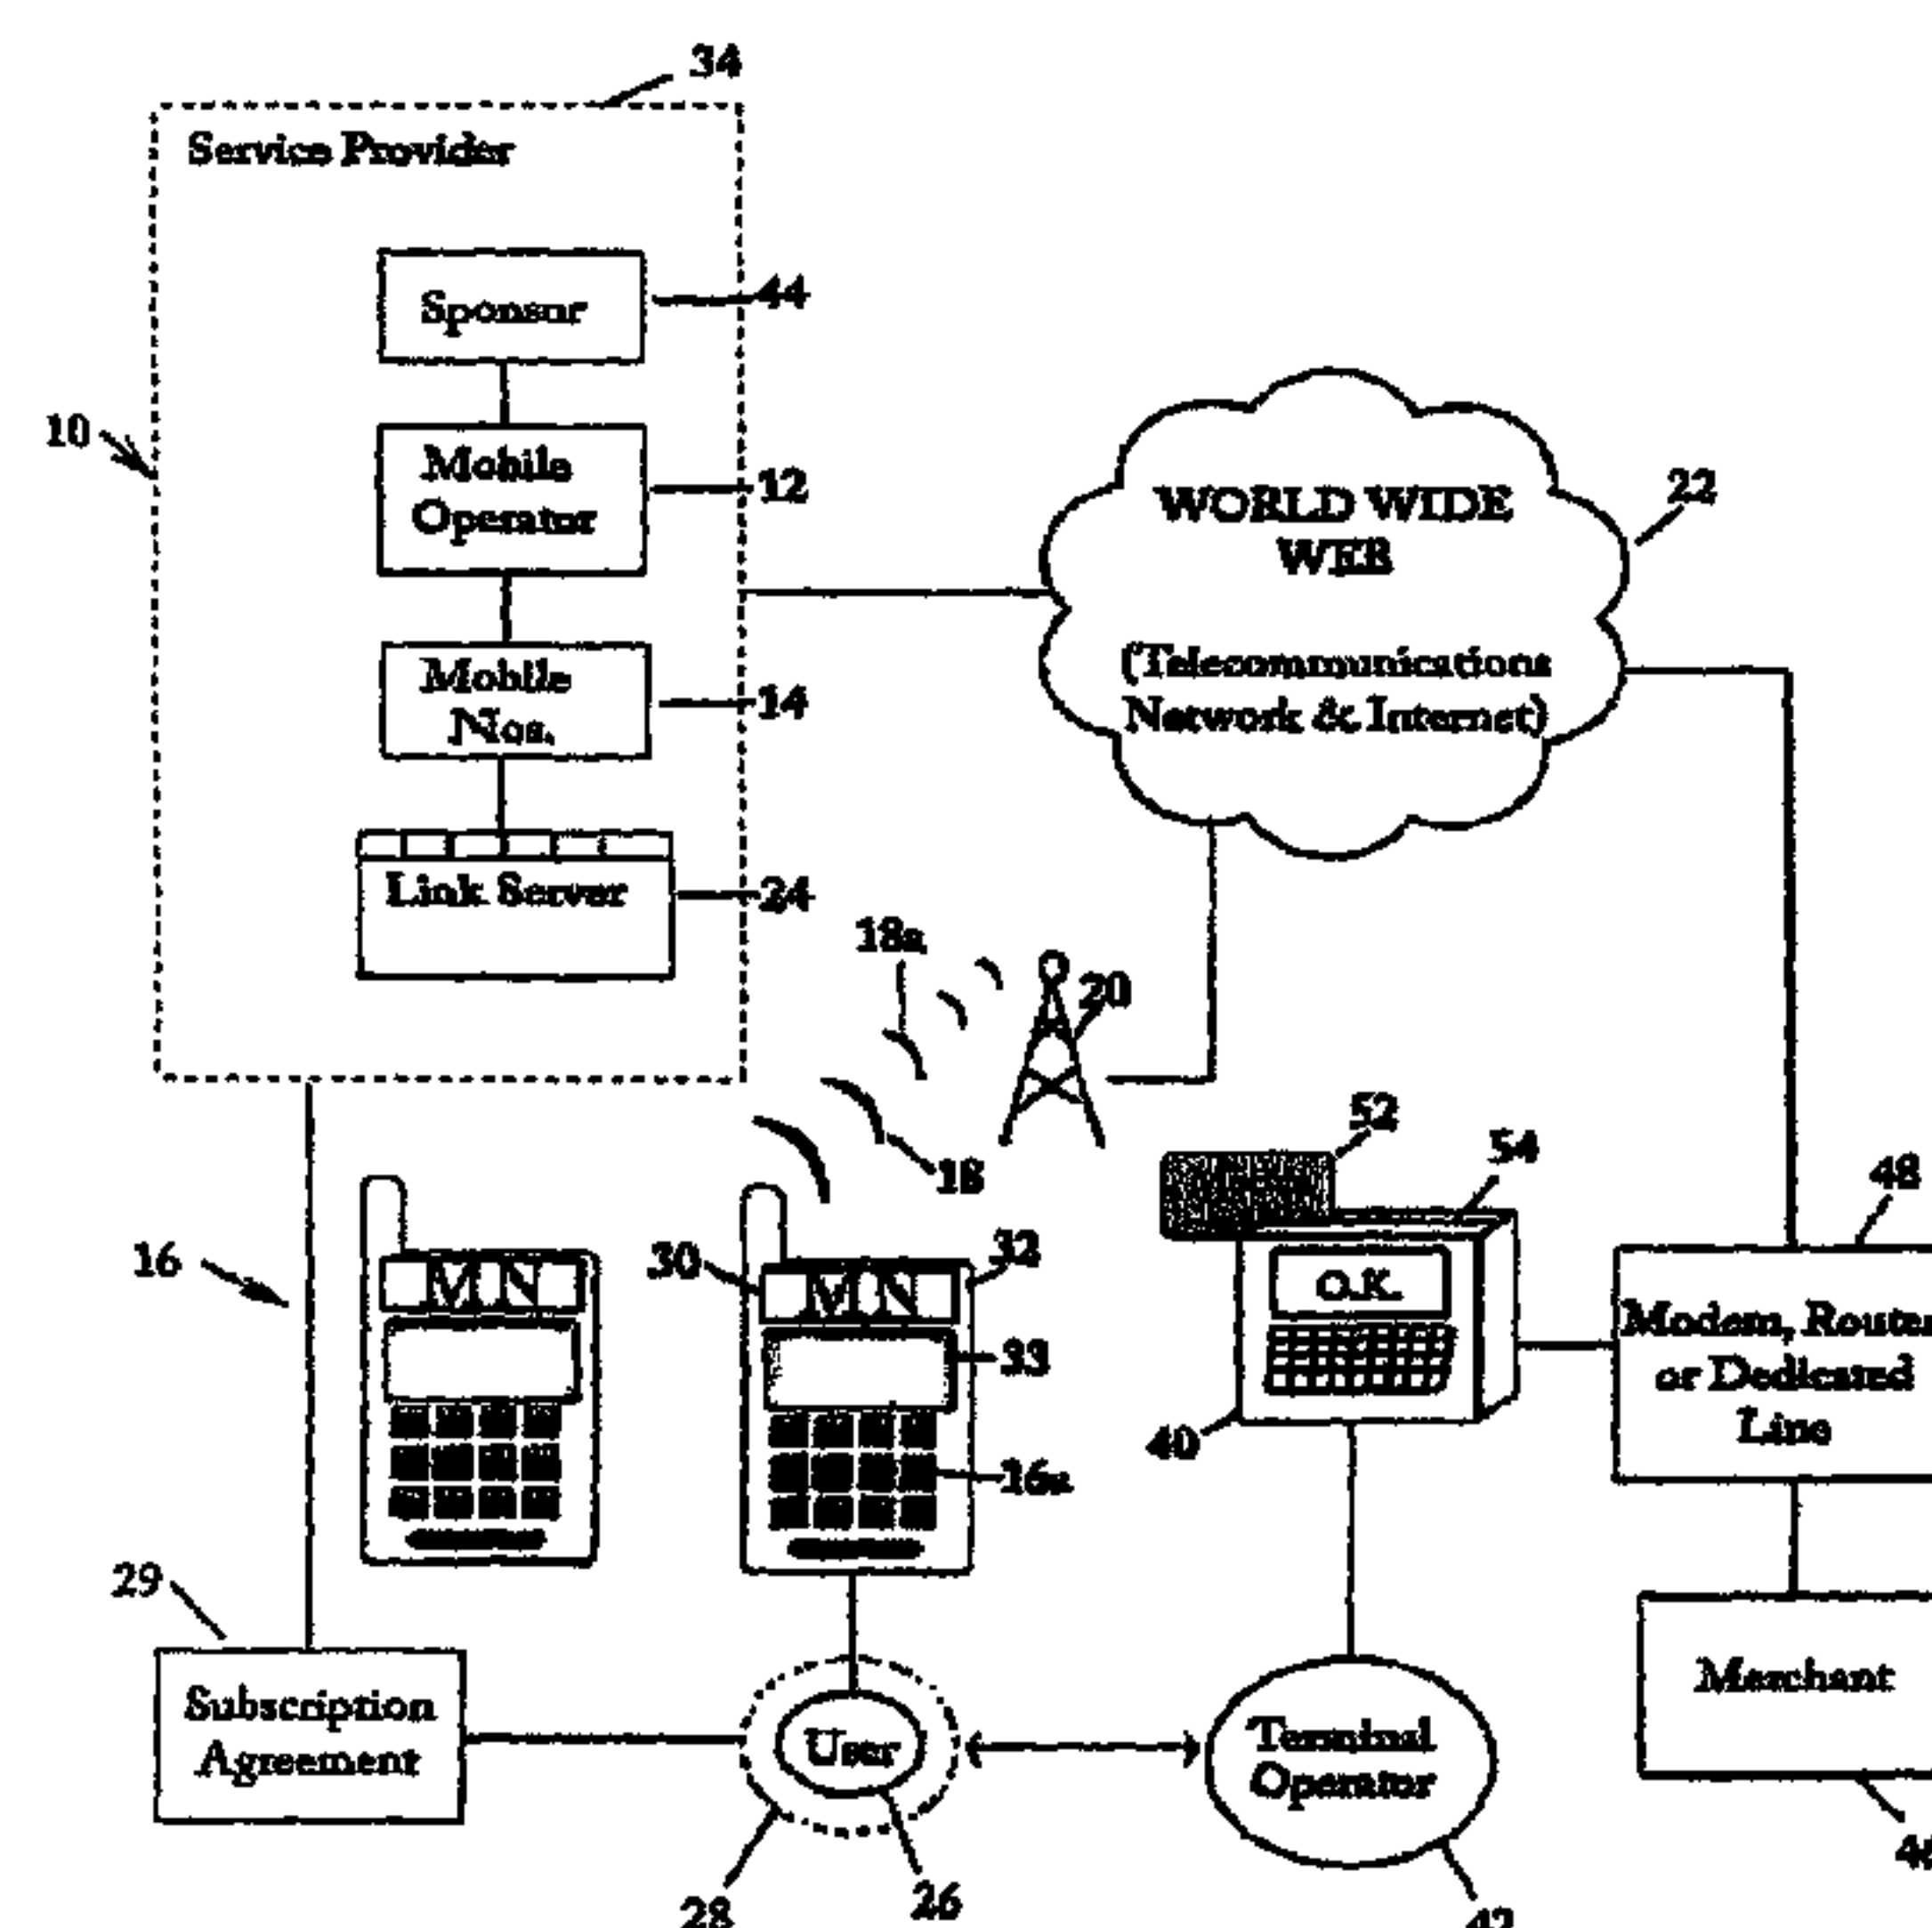 34
Service Provider
Sponsor
44
10
Mobile
Operator
12
WORLD WIDE
WEB
22
Mobile
Nos.
14
(Telecommunications
Network & Internet)
Link Server
24
18a
20
18
52
54
48
16
30
MN
MN
32
O.K.
33
Modem, Router
or Dedicated
Line
40
16a
29
Subscription
Agreement
User
Terminal
Operator
Merchant
28
26
42